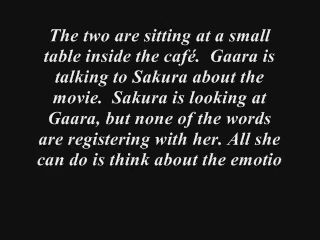 The two are sitting at a small
table inside the café.  Gaara is
talking to Sakura about the
movie.  Sakura is looking at
Gaara, but none of the words
are registering with her. All she
can do is think about the emotio